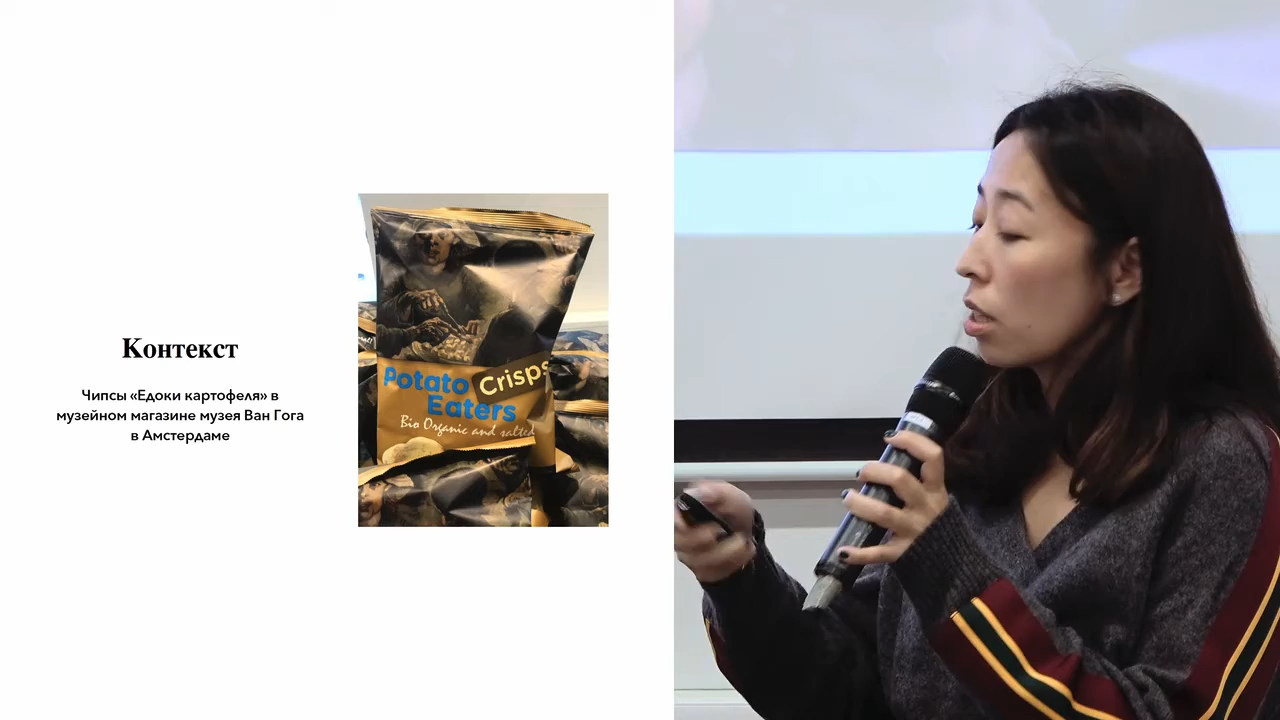 Контекст
Чипсы «Едоки картофеля» в
музейном магазине музея Ван Гога
в Амстердаме
Potato Crisps
Eaters
Bio Organic and salted